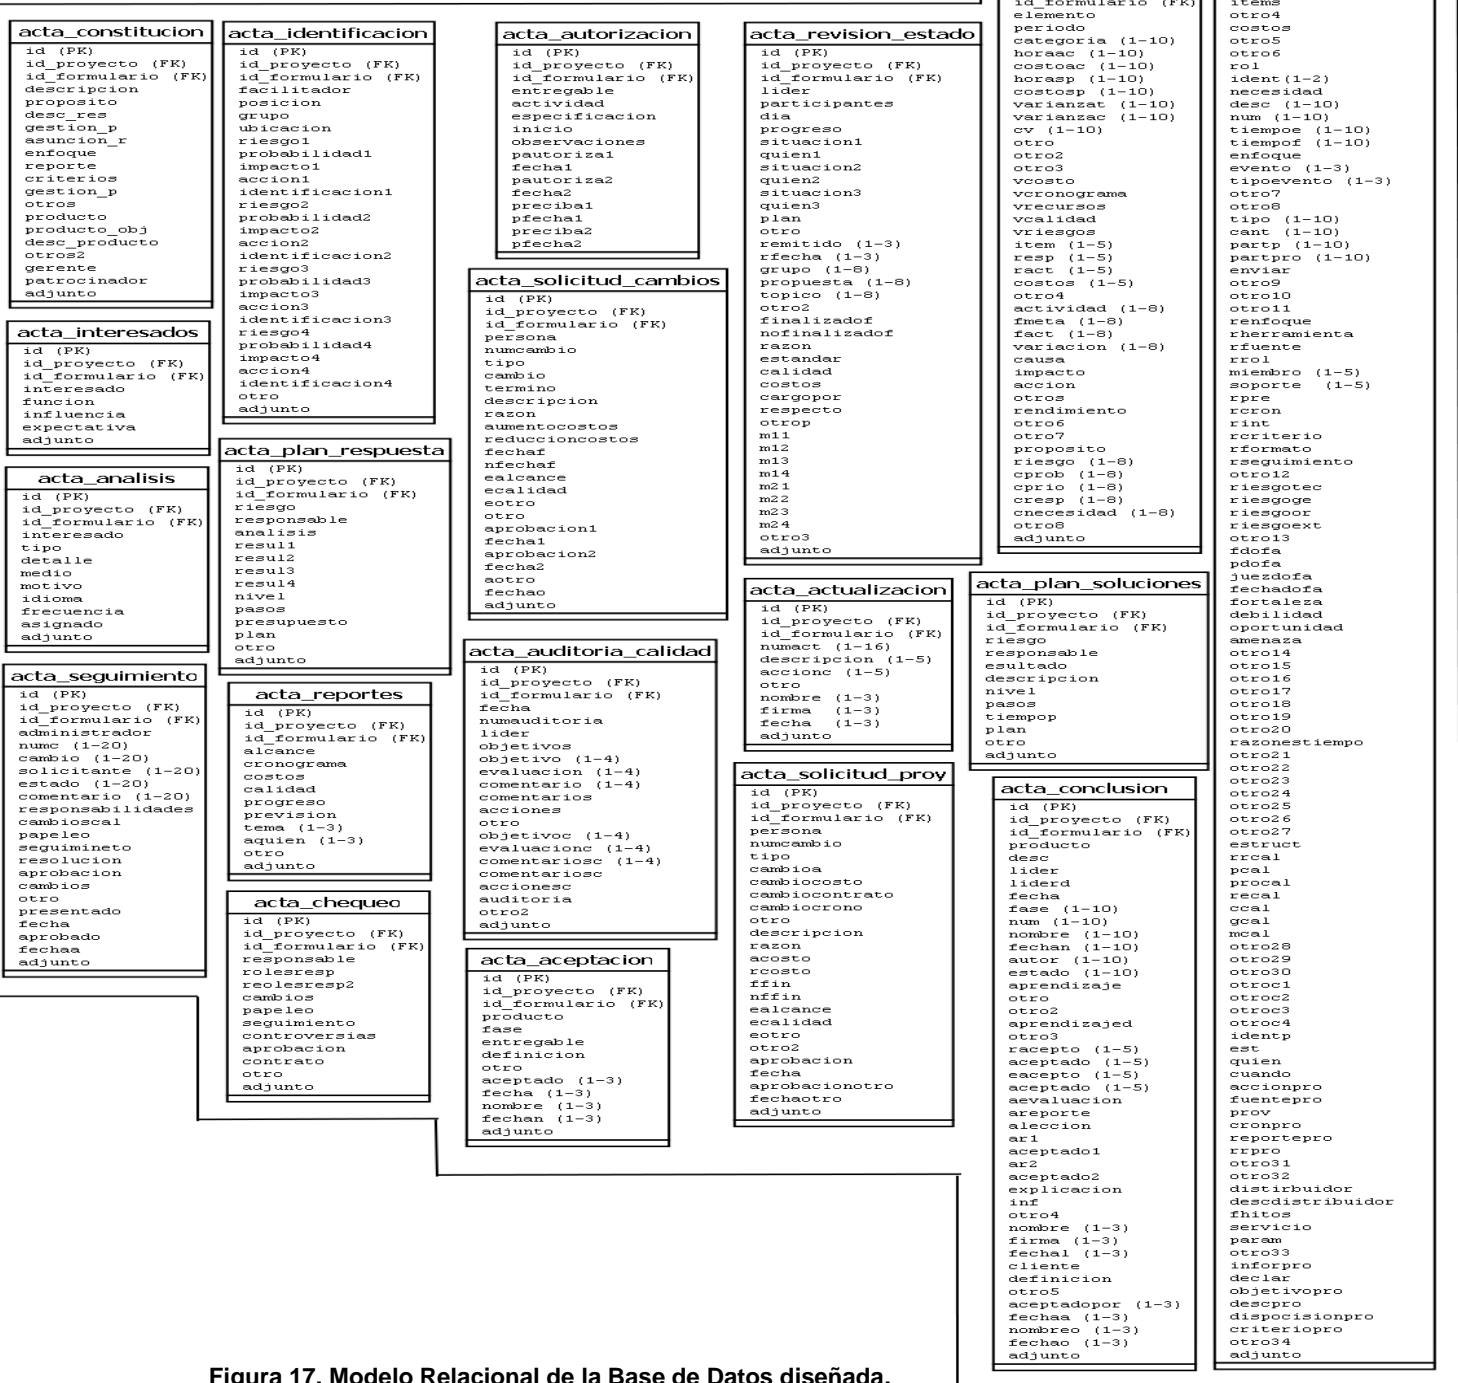 acta_constitucion
id (PK)
id_proyecto (FK)
id_formulario (FK)
descripcion
proposito
desc_res
gestion_p
asuncion_r
enfoque
reporte
criterios
gestion_p
otros
producto
producto_obj
desc_producto
otros2
gerente
patrocinador
adjunto
acta_interesados
id (PK)
id_proyecto (FK)
id_formulario (FK)
interesado
funcion
influencia
expectativa
adjunto
acta_analisis
id (PK)
id_proyecto (FK)
id_formulario (FK)
interesado
tipo
detalle
medio
motivo
idioma
frecuencia
asignado
adjunto
acta_seguimiento
id (PK)
id_proyecto (FK)
id_formulario (FK)
administrador
numc (1-20)
cambio (1-20)
solicitante (1-20)
estado (1-20)
comentario (1-20)
responsabilidades
cambioscal
papeleo
seguimineto
resolucion
aprobacion
cambios
otro
presentado
fecha
aprobado
fechaa
adjunto
acta_identificacion
id (PK)
id_proyecto (FK)
id_formulario (FK)
facilitador
posicion
grupo
ubicacion
riesgo1
probabilidad1
impacto1
accion1
identificacion1
riesgo2
probabilidad2
impacto2
accion2
identificacion2
riesgo3
probabilidad3
impacto3
accion3
identificacion3
riesgo4
probabilidad4
impacto4
accion4
identificacion4
otro
adjunto
acta_plan_respuesta
id (PK)
id_proyecto (FK)
id_formulario (FK)
riesgo
responsable
analisis
resul1
resul2
resul3
resul4
nivel
pasos
presupuesto
plan
otro
adjunto
acta_reportes
id (PK)
id_proyecto (FK)
id_formulario (FK)
alcance
cronograma
costos
calidad
progreso
prevision
tema (1-3)
aquien (1-3)
otro
adjunto
acta_chequeo
id (PK)
id_proyecto (FK)
id_formulario (FK)
responsable
rolesresp
reolesresp2
cambios
papeleo
seguimiento
controversias
aprobacion
contrato
otro
adjunto
acta_autorizacion
id (PK)
id_proyecto (FK)
id_formulario (FK)
entregable
actividad
especificacion
inicio
observaciones
pautoriza1
fecha1
pautoriza2
fecha2
preciba1
pfecha1
preciba2
pfecha2
acta_solicitud_cambios
id (PK)
id_proyecto (FK)
id_formulario (FK)
persona
numcambio
tipo
cambio
termino
descripcion
razon
aumentocostos
reduccioncostos
fechaf
nfechaf
ealcance
ecalidad
eotro
otro
aprobacion1
fecha1
aprobacion2
fecha2
aotro
fechao
adjunto
acta_auditoria_calidad
id (PK)
id_proyecto (FK)
id_formulario (FK)
fecha
numauditoria
lider
objetivos
objetivo (1-4)
evaluacion (1-4)
comentario (1-4)
comentarios
acciones
otro
objetivoc (1-4)
evaluacionc (1-4)
comentariosc (1-4)
comentariosc
accionesc
auditoria
otro2
adjunto
acta_aceptacion
id (PK)
id_proyecto (FK)
id_formulario (FK)
producto
fase
entregable
definicion
otro
aceptado (1-3)
fecha (1-3)
nombre (1-3)
fechan (1-3)
adjunto
acta_revision_estado
id (PK)
id_proyecto (FK)
id_formulario (FK)
lider
participantes
dia
progreso
situacion1
quien1
situacion2
quien2
situacion3
quien3
plan
otro
remitido (1-3)
rfecha (1-3)
grupo (1-8)
propuesta (1-8)
topico (1-8)
otro2
finalizadof
nofinalizadof
razon
estandar
calidad
costos
cargopor
respecto
otrop
m11
m12
m13
m14
m21
m22
m23
m24
otro3
adjunto
acta_actualizacion
id (PK)
id_proyecto (FK)
id_formulario (FK)
numact (1-16)
descripcion (1-5)
accionc (1-5)
otro
nombre (1-3)
firma (1-3)
fecha (1-3)
adjunto
acta_solicitud_proy
id (PK)
id_proyecto (FK)
id_formulario (FK)
persona
numcambio
tipo
cambioa
cambiocosto
cambiocontrato
cambiocrono
otro
descripcion
razon
acosto
rcosto
ffin
nffin
ealcance
ecalidad
eotro
otro2
aprobacion
fecha
aprobacionotro
fechaotro
adjunto
id_formulario (FK)
elemento
periodo
categoria (1-10)
horaac (1-10)
costoac (1-10)
horasp (1-10)
costosp (1-10)
varianzat (1-10)
varianzac (1-10)
cv (1-10)
otro
otro2
otro3
vcosto
vcronograma
vrecursos
vcalidad
vriesgos
item (1-5)
resp (1-5)
ract (1-5)
costos (1-5)
otro4
actividad (1-8)
fmeta (1-8)
fact (1-8)
variacion (1-8)
causa
impacto
accion
otros
rendimiento
otro6
otro7
proposito
riesgo (1-8)
cprob (1-8)
cprio (1-8)
cresp (1-8)
cnecesidad (1-8)
otro8
adjunto
acta_plan_soluciones
id (PK)
id_proyecto (FK)
id_formulario (FK)
riesgo
responsable
esultado
descripcion
nivel
pasos
tiempop
plan
otro
adjunto
acta_conclusion
id (PK)
id_proyecto (FK)
id_formulario (FK)
producto
desc
lider
liderd
fecha
fase (1-10)
num (1-10)
nombre (1-10)
fechan (1-10)
autor (1-10)
estado (1-10)
aprendizaje
otro
otro2
aprendizajed
otro3
racepto (1-5)
aceptado (1-5)
eacepto (1-5)
aceptado (1-5)
aevaluacion
areporte
aleccion
ar1
aceptado1
ar2
aceptado2
explicacion
inf
otro4
nombre (1-3)
firma (1-3)
fechal (1-3)
cliente
definicion
otro5
aceptadopor (1-3)
fechaa (1-3)
nombreo (1-3)
fechao (1-3)
adjunto
items
otro4
costos
otro5
otro6
rol
ident(1-2)
necesidad
desc (1-10)
num (1-10)
tiempoe (1-10)
tiempof (1-10)
enfoque
evento (1-3)
tipoevento (1-3)
otro7
otro8
tipo (1-10)
cant (1-10)
partp (1-10)
partpro (1-10)
enviar
otro9
otro10
otro11
renfoque
rherramienta
rfuente
rrol
miembro (1-5)
soporte (1-5)
rpre
rcron
rint
rcriterio
rformato
rseguimiento
otro12
riesgotec
riesgoge
riesgoor
riesgoext
otro13
fdofa
pdofa
juezdofa
fechadofa
fortaleza
debilidad
oportunidad
amenaza
otro14
otro15
otro16
otro17
otro18
otro19
otro20
razonestiempo
otro21
otro22
otro23
otro24
otro25
otro26
otro27
estruct
rrcal
pcal
procal
recal
ccal
gcal
mcal
otro28
otro29
otro30
otroc1
otroc2
otroc3
otroc4
identp
est
quien
cuando
accionpro
fuentepro
prov
cronpro
reportepro
rrpro
otro31
otro32
distirbuidor
descdistribuidor
fhitos
servicio
param
otro33
inforpro
declar
objetivopro
descpro
dispocisionpro
criteriopro
otro34
adjunto
Figura 17. Modelo Relacional de la Base de Datos diseñada.